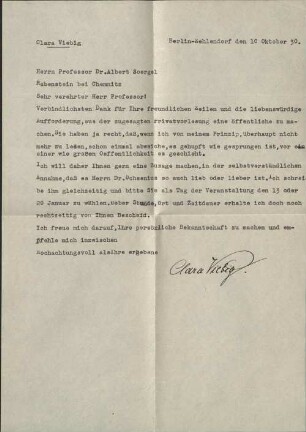 Clara Viebig
Berlin-Zehlendorf den 10 Oktober 30.
Herrn Professor Dr. Albert Soergel
Rabenstein bei Chemnitz
Sehr verehrter Herr Professor!
Verbindlichsten Dank für Ihre freundlichen Zeilen und die liebenswürdige
Aufforderung, aus der zugesagten Privatvorlesung eine öffentliche zu ma-
chen. Sie haben ja recht, dass, wenn ich von meinem Prinzip, überhaupt nicht
mehr zu lesen, schon einmal abweiche, es gehupft wie gesprungen ist, vor
einer wie großen Oeffentlichkeit es geschieht.
Ich will daher Ihnen gern eine Zusage machen, in der selbstverständlichen
Annahme, dass es Herrn Dr. so auch lieb oder lieber ist. Ich schrei
be ihm gleichzeitig und bitte Sie als Tag der Veranstaltung den 15 oder
26 Januar zu wählen, ueber Stunde, Ort und Zeitdauer erhalte ich doch noch
rechtzeitig von Ihnen Bescheid.
Ich freue mich darauf, Ihre persönliche Bekanntschaft zu machen und em-
pfehle mich inzwischen
Hochachtungsvoll als Ihre ergebene
Clara Viebig.